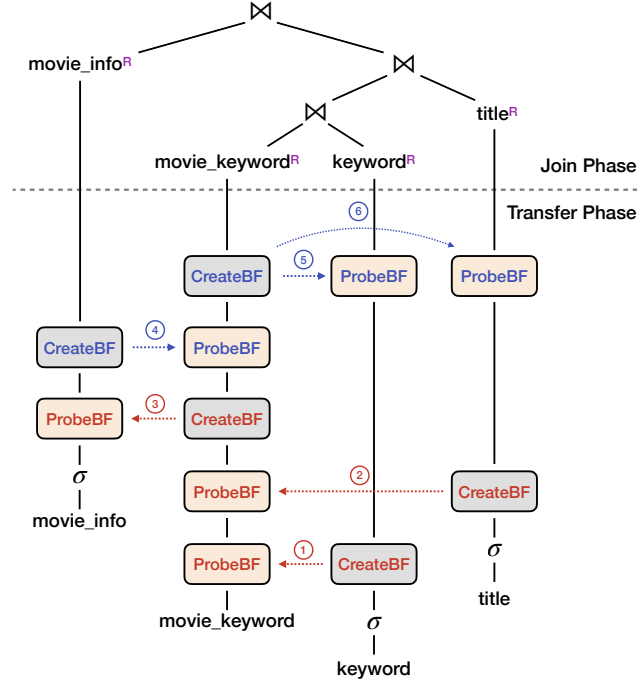 ⋈
movie_infoR
⋈
⋈
titleR
movie_keywordR keywordR
Join Phase
Transfer Phase
6
CreateBF 5 ProbeBF ProbeBF
CreateBF 4 ProbeBF
ProbeBF 3 CreateBF
σ ProbeBF 2 CreateBF
movie_info
ProbeBF 1 CreateBF σ
movie_keyword σ title
keyword